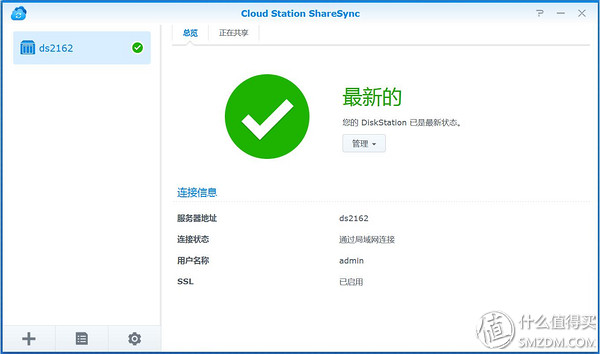 Cloud Station ShareSync
ds2162
总览 正在共享
最新的
您的 DiskStation 已是最新状态。
管理
连接信息
服务器地址 ds2162
连接状态 通过局域网连接
用户名称 admin
SSL 已启用
值 什么值得买
SMZDM.COM